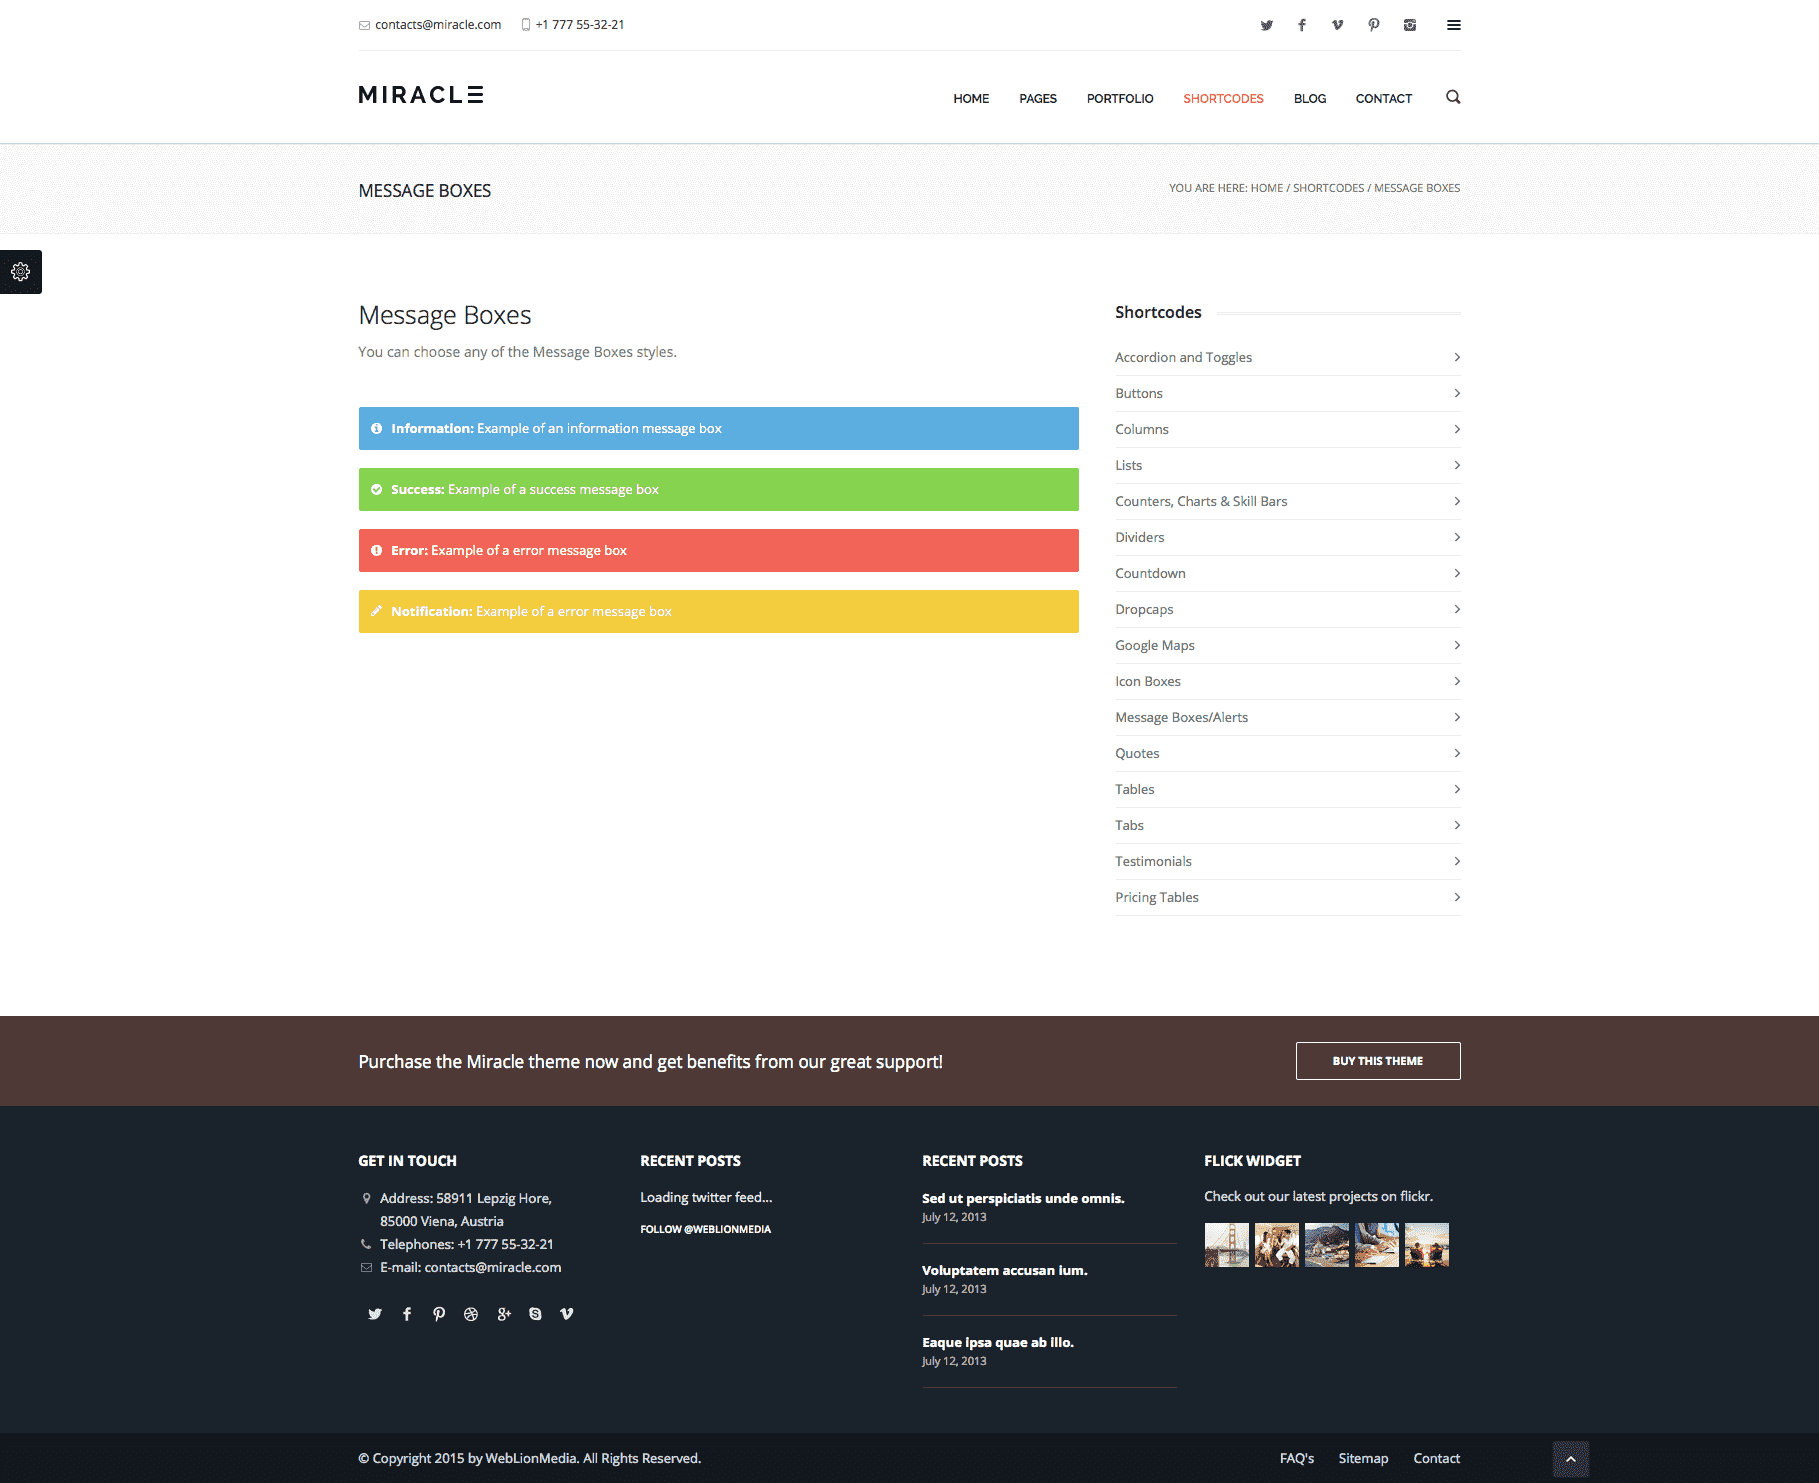 contacts@miracle.com +1 777 55-32-21
MIRACLE
HOME PAGES PORTFOLIO SHORTCODES BLOG CONTACT
MESSAGE BOXES
YOU ARE HERE: HOME / SHORTCODES / MESSAGE BOXES
Message Boxes
You can choose any of the Message Boxes styles.
Information: Example of an information message box
Success: Example of a success message box
Error: Example of a error message box
Notification: Example of a error message box
Shortcodes
Accordion and Toggles
Buttons
Columns
Lists
Counters, Charts & Skill Bars
Dividers
Countdown
Dropcaps
Google Maps
Icon Boxes
Message Boxes/Alerts
Quotes
Tables
Tabs
Testimonials
Pricing Tables
Purchase the Miracle theme now and get benefits from our great support!
BUY THIS THEME
GET IN TOUCH
Address: 58911 Lepzig Hore,
85000 Viena, Austria
Telephones: +1 777 55-32-21
E-mail: contacts@miracle.com
RECENT POSTS
Loading twitter feed...
FOLLOW @WEBLIONMEDIA
RECENT POSTS
Sed ut perspiciatis unde omnis.
July 12, 2013
Voluptatem accusan ium.
July 12, 2013
Eaque ipsa quae ab illo.
July 12, 2013
FLICK WIDGET
Check out our latest projects on flickr.
© Copyright 2015 by WebLionMedia. All Rights Reserved.
FAQ's Sitemap Contact